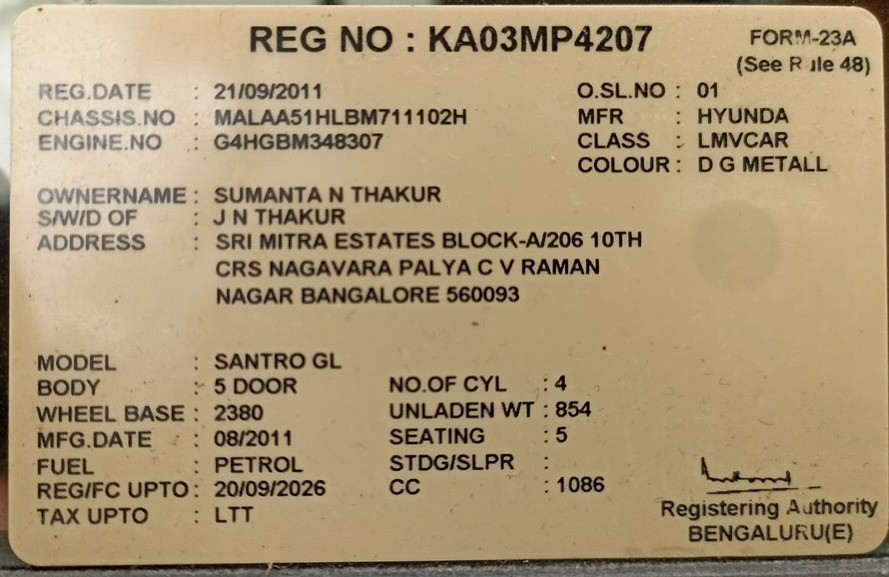 REG NO : KA03MP4207
FORM-23A
(See Rule 48)
REG.DATE : 21/09/2011 O.SL.NO : 01
CHASSIS.NO : MALAA51HLBM711102H MFR : HYUNDA
ENGINE.NO : G4HGBM348307 CLASS : LMVCAR
COLOUR : D G METALL
OWNERNAME : SUMANTA N THAKUR
S/W/D OF : J N THAKUR
ADDRESS : SRI MITRA ESTATES BLOCK-A/206 10TH
CRS NAGAVARA PALYA C V RAMAN
NAGAR BANGALORE 560093
MODEL : SANTRO GL
BODY : 5 DOOR NO.OF CYL : 4
WHEEL BASE : 2380 UNLADEN WT : 854
MFG.DATE : 08/2011 SEATING : 5
FUEL : PETROL STDG/SLPR :
REG/FC UPTO : 20/09/2026 CC : 1086
TAX UPTO : LTT
Registering Authority
BENGALURU(E)